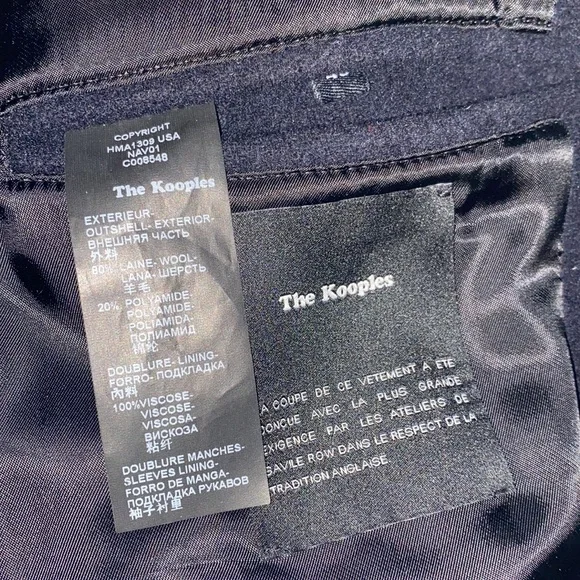 COPYRIGHT
HMA1309 USA
NAV01
C008548
The Kooples
EXTERIEUR-
OUTSHELL- EXTERIOR-
ВНЕШНЯЯ ЧАСТЬ
外料
80% LAINE- WOOL-
LANA- ШЕРСТЬ
羊毛
20% POLYAMIDE-
POLYAMIDE-
POLIAMIDA-
ПОЛИАМИД
锦纶
DOUBLURE- LINING-
FORRO- ПОДКЛАДКА
內料
100%VISCOSE-
VISCOSE-
VISCOSA-
ВИСКОЗА
粘纤
DOUBLURE MANCHES-
SLEEVES LINING-
FORRO DE MANGA-
ПОДКЛАДКА РУКАВОВ
袖子衬里
The Kooples
A COUPE DE CE VETEMENT A ETE
ONCUE AVEC LA PLUS GRANDE
EXIGENCE PAR LES ATELIERS DE
SAVILE ROW DANS LE RESPECT DE LA
TRADITION ANGLAISE.